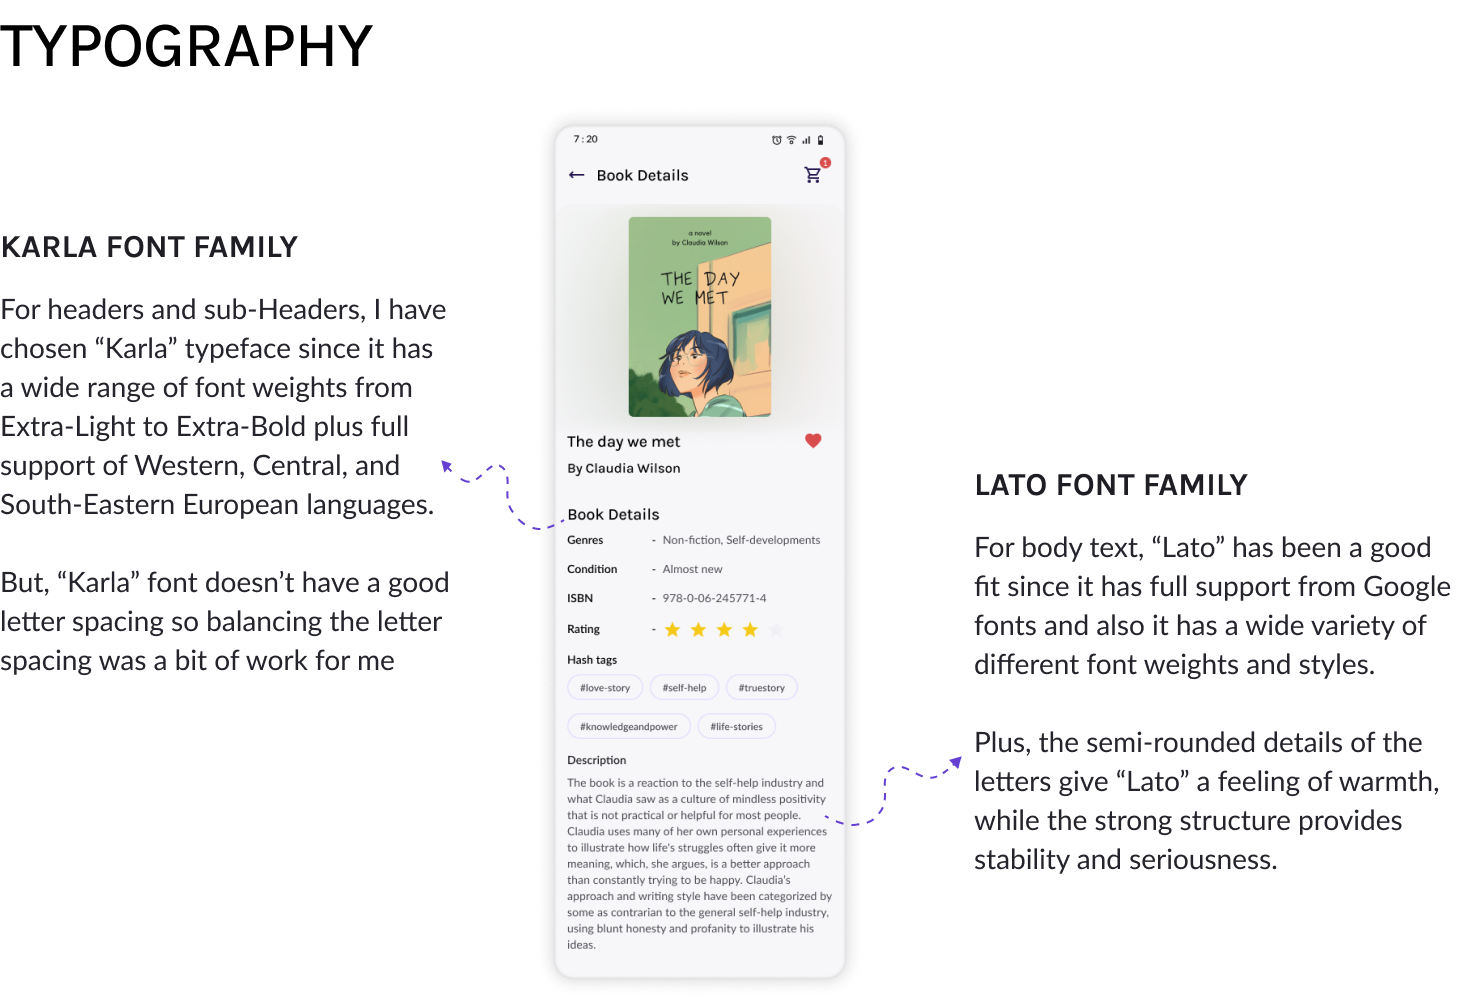 TYPOGRAPHY
KARLA FONT FAMILY
For headers and sub-Headers, I have
chosen “Karla” typeface since it has
a wide range of font weights from
Extra-Light to Extra-Bold plus full
support of Western, Central, and
South-Eastern European languages.
But, “Karla” font doesn’t have a good
letter spacing so balancing the letter
spacing was a bit of work for me
7:20
1
Book Details
a novel
by Claudia Wilson
THE DAY
WE MET
The day we met
By Claudia Wilson
Book Details
Genres - Non-fiction, Self-developments
Condition - Almost new
ISBN - 978-0-06-245771-4
Rating -
Hash tags
#love-story #self-help #truestory
#knowledgeandpower #life-stories
Description
The book is a reaction to the self-help industry and
what Claudia saw as a culture of mindless positivity
that is not practical or helpful for most people.
Claudia uses many of her own personal experiences
to illustrate how life's struggles often give it more
meaning, which, she argues, is a better approach
than constantly trying to be happy. Claudia's
approach and writing style have been categorized by
some as contrarian to the general self-help industry,
using blunt honesty and profanity to illustrate his
ideas.
LATO FONT FAMILY
For body text, “Lato” has been a good
fit since it has full support from Google
fonts and also it has a wide variety of
different font weights and styles.
Plus, the semi-rounded details of the
letters give “Lato” a feeling of warmth,
while the strong structure provides
stability and seriousness.